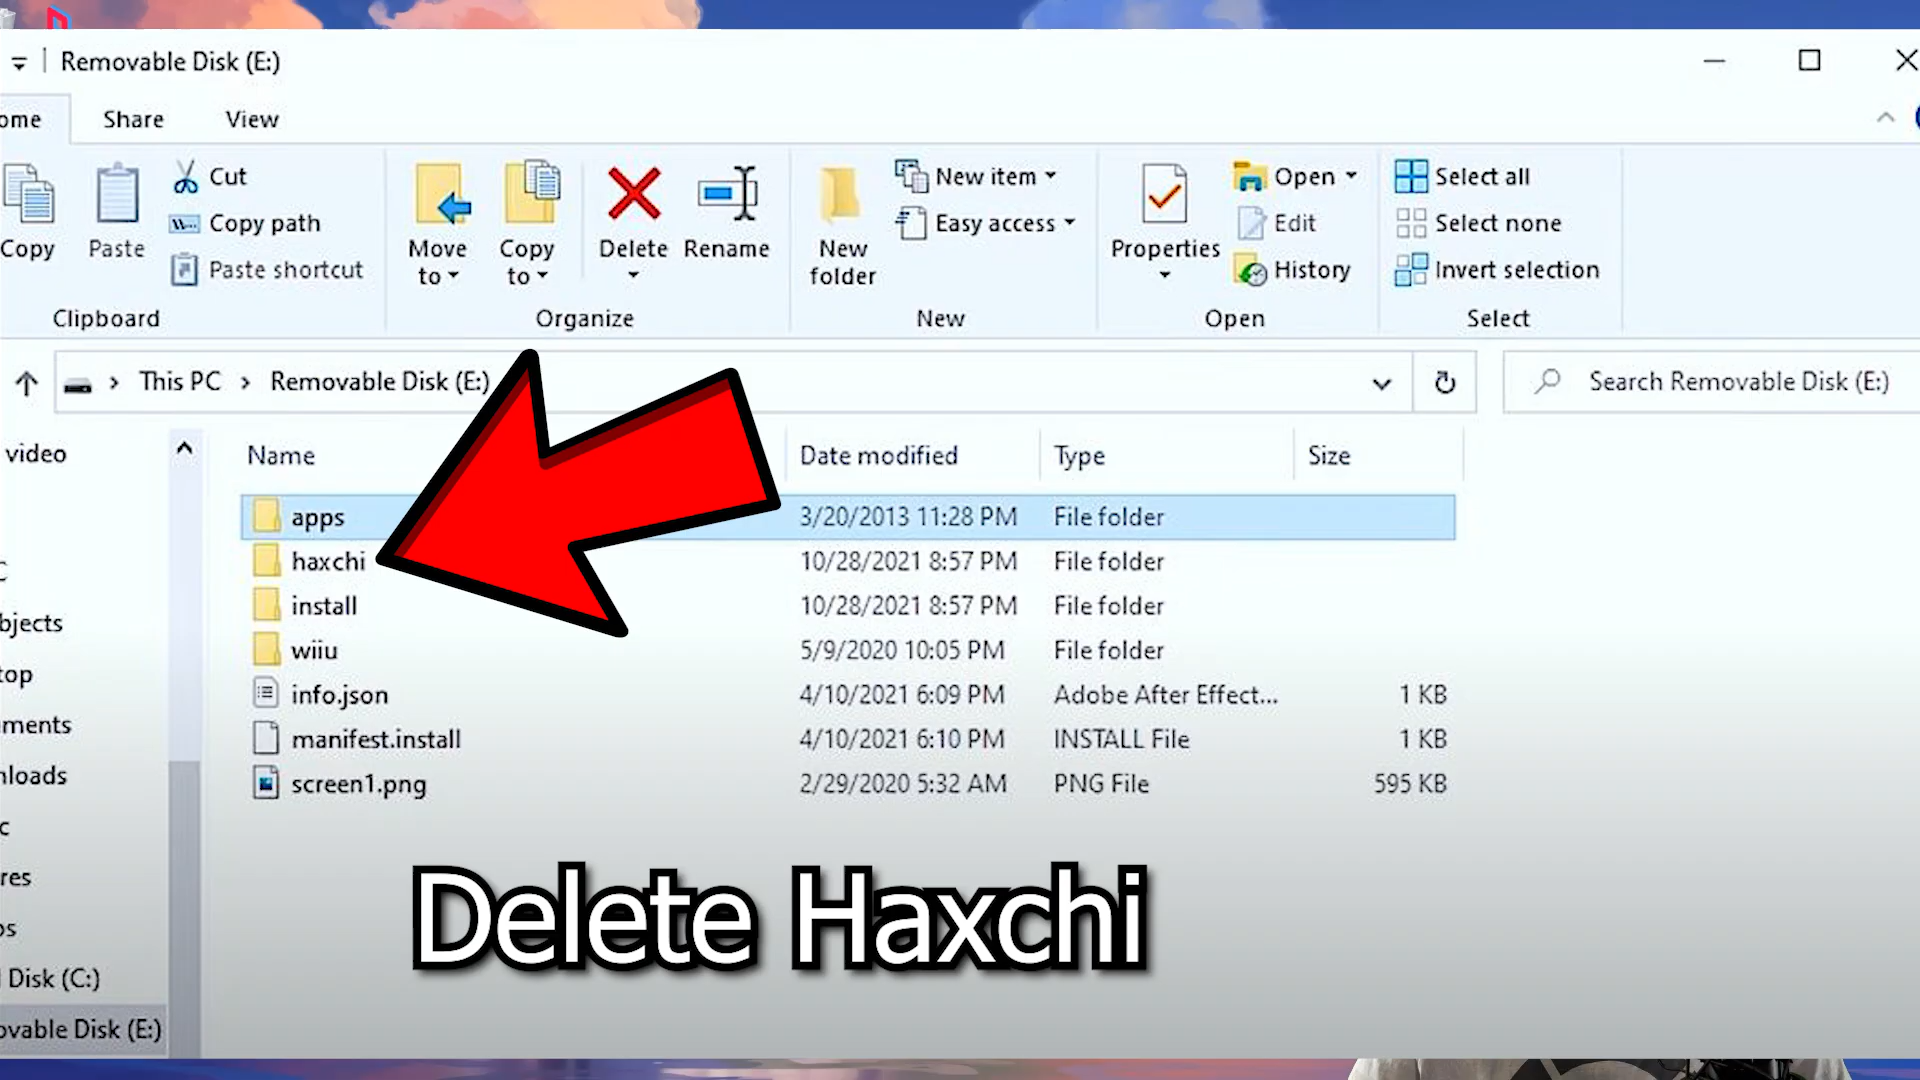 Removable Disk (E:)
ome Share View
Copy
Paste
Cut
Copy path
Paste shortcut
Clipboard
Move to
Copy to
Delete
Rename
Organize
New folder
New item
Easy access
New
Properties
Open
Edit
History
Open
Select all
Select none
Invert selection
Select
This PC > Removable Disk (E:)
Search Removable Disk (E:)
Name Date modified Type Size
apps 3/20/2013 11:28 PM File folder
haxchi 10/28/2021 8:57 PM File folder
install 10/28/2021 8:57 PM File folder
wiiu 5/9/2020 10:05 PM File folder
info.json 4/10/2021 6:09 PM Adobe After Effect... 1 KB
manifest.install 4/10/2021 6:10 PM INSTALL File 1 KB
screen1.png 2/29/2020 5:32 AM PNG File 595 KB
video
C
bjects
top
ments
nloads
c
res
os
Disk (C:)
ovable Disk (E:)
Delete Haxchi